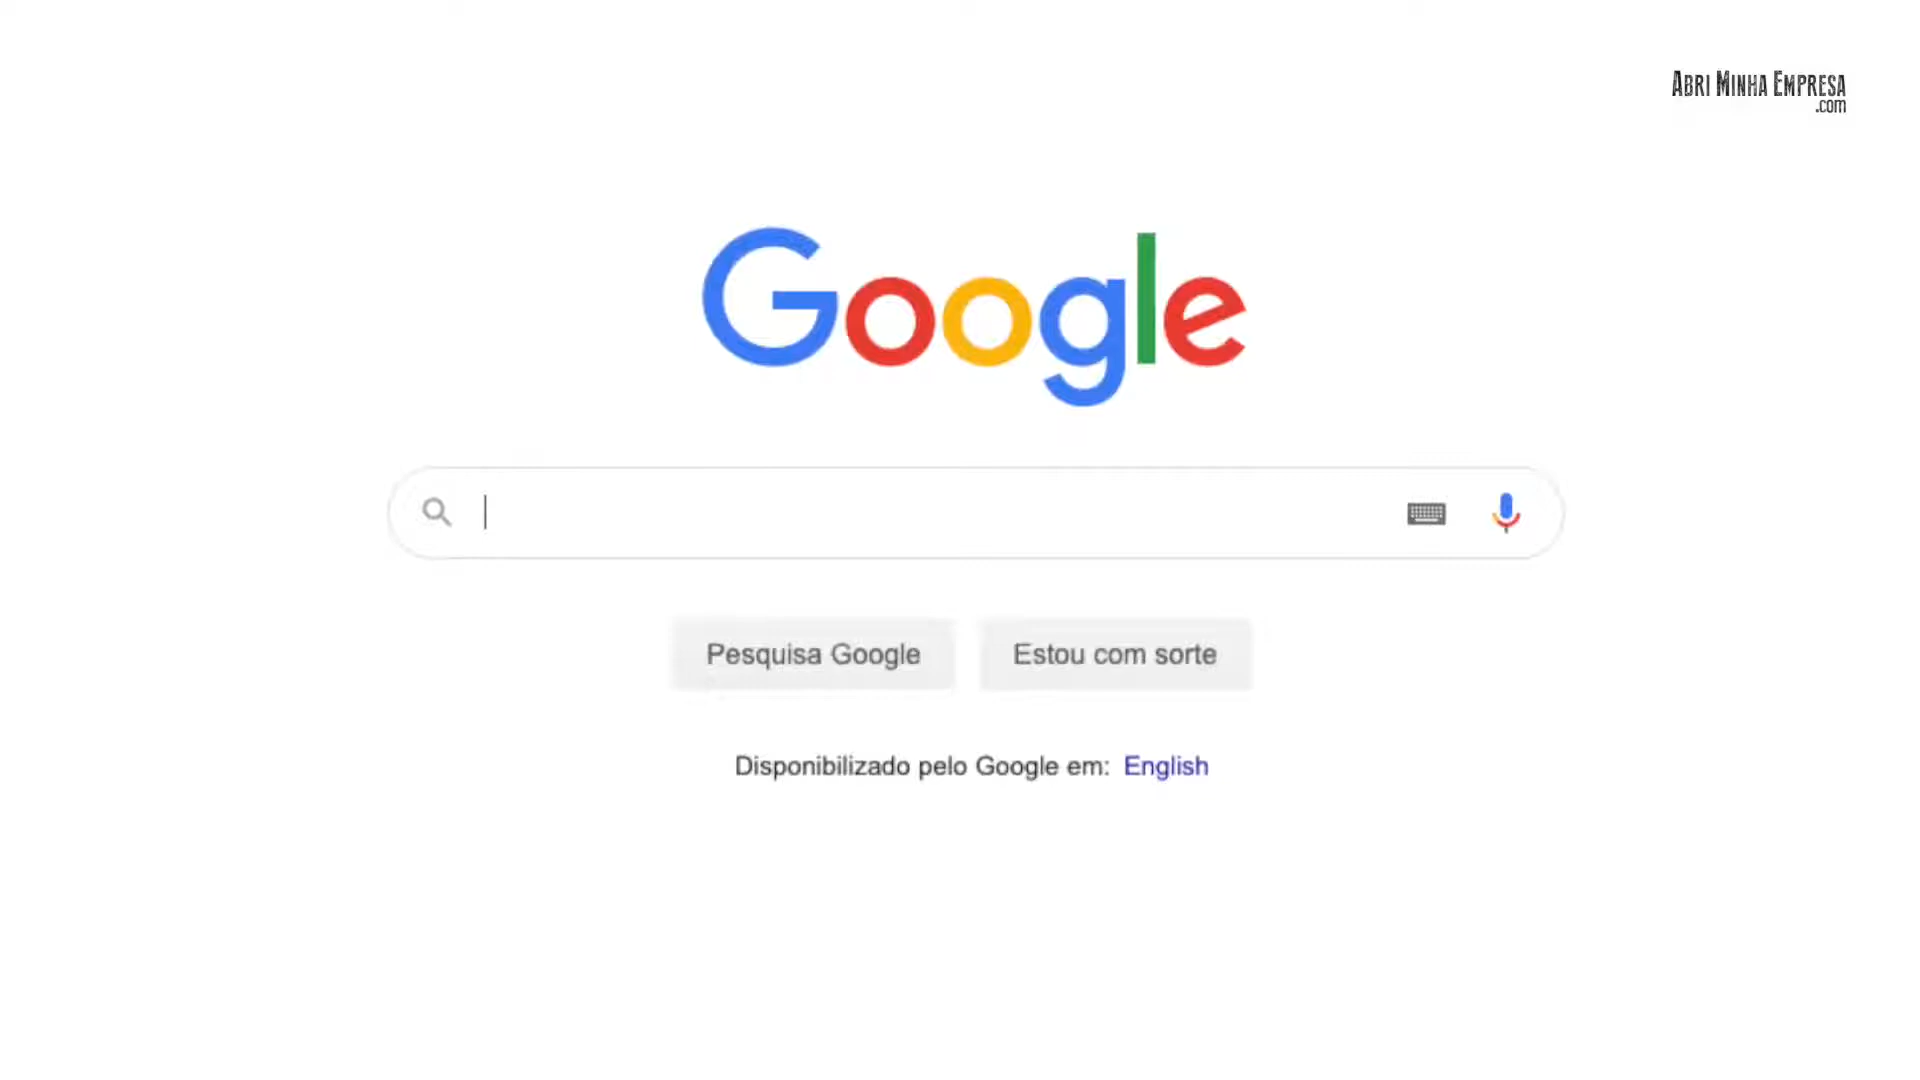 ABRI MINHA EMPRESA
.com
Google
Pesquisa Google
Estou com sorte
Disponibilizado pelo Google em: English